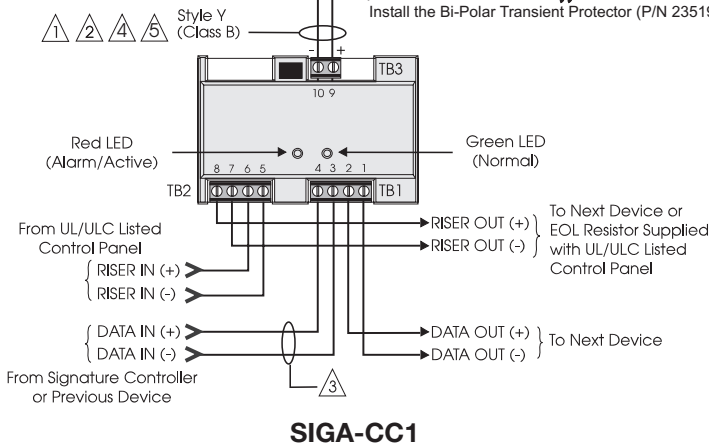 Install the Bi-Polar Transient Protector (P/N 23519
1 2 4 5
Style Y
(Class B)
- +
TB3
10 9
Red LED
(Alarm/Active)
Green LED
(Normal)
8 7 6 5 4 3 2 1
TB2
TB1
From UL/ULC Listed
Control Panel
RISER IN (+)
RISER IN (-)
RISER OUT (+)
RISER OUT (-)
To Next Device or
EOL Resistor Supplied
with UL/ULC Listed
Control Panel
DATA IN (+)
DATA IN (-)
DATA OUT (+)
DATA OUT (-)
To Next Device
From Signature Controller
or Previous Device
3
SIGA-CC1